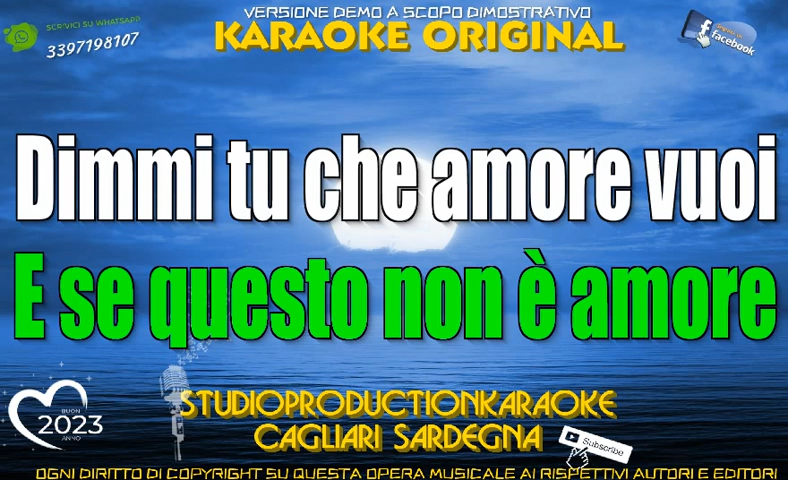 VERSIONE DEMO A SCOPO DIMOSTRATIVO
KARAOKE ORIGINAL
SCRIVICI SU WHATSAPP
3397198107
seguici su
facebook
Dimmi tu che amore vuoi
E se questo non è amore
BUON
2023
ANNO
STUDIOPRODUCTIONKARAOKE
CAGLIARI SARDEGNA
Subscribe
OGNI DIRITTO DI COPYRIGHT SU QUESTA OPERA MUSICALE AI RISPETTIVI AUTORI E EDITORI